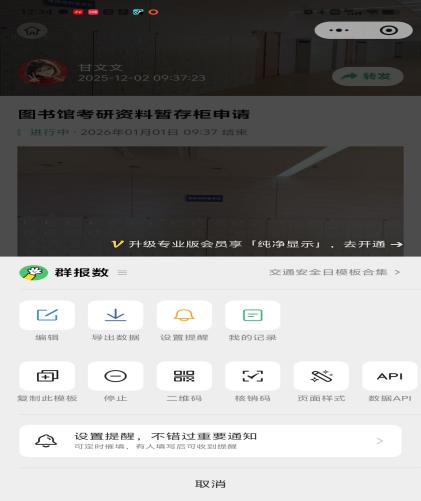 12:34
甘文文
2025-12-02 09:37:23
转发
图书馆考研资料暂存柜申请
进行中 · 2026年01月01日 09:37 结束
升级专业版会员享「纯净显示」，去开通 →
群报数
交通安全日模板合集 >
编辑
导出数据
设置提醒
我的记录
复制此模板
停止
二维码
核销码
页面样式
API
数据API
设置提醒，不错过重要通知
可定时催填，有人填写后可收到提醒
取消